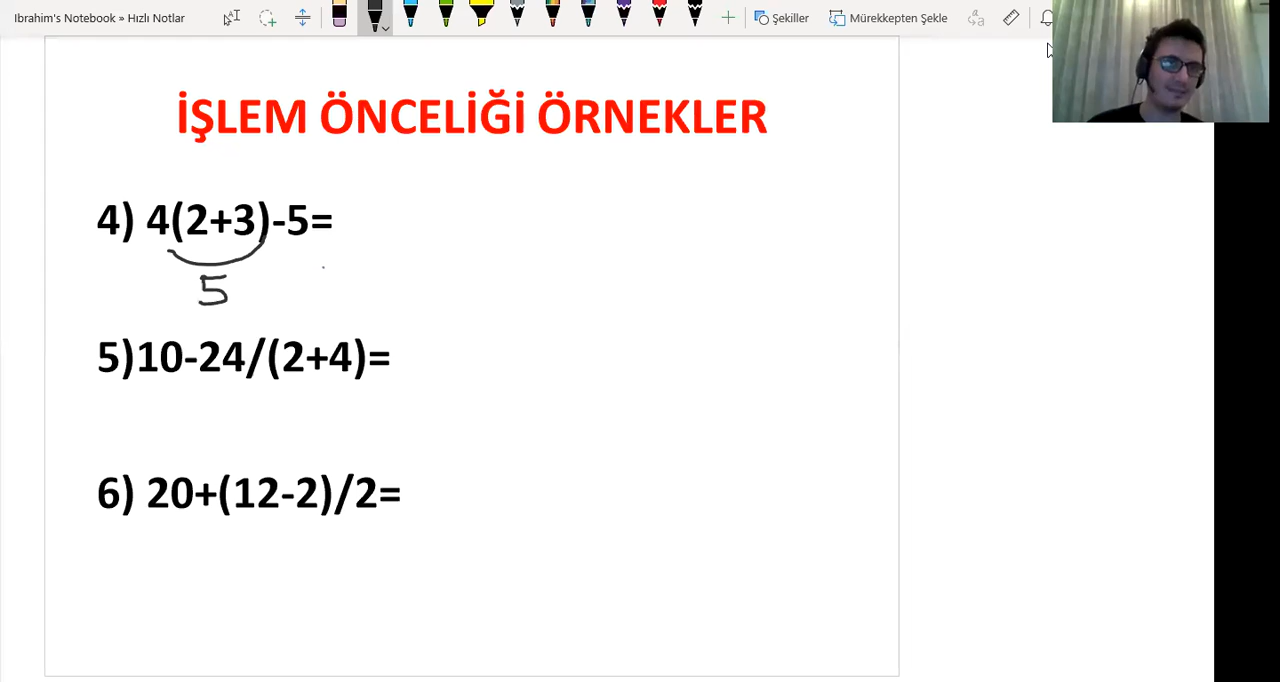 Ibrahim's Notebook » Hızlı Notlar
Şekiller
Mürekkepten Şekle
İŞLEM ÖNCELİĞİ ÖRNEKLER
4) 4(2+3)-5=
5
5)10-24/(2+4)=
6) 20+(12-2)/2=